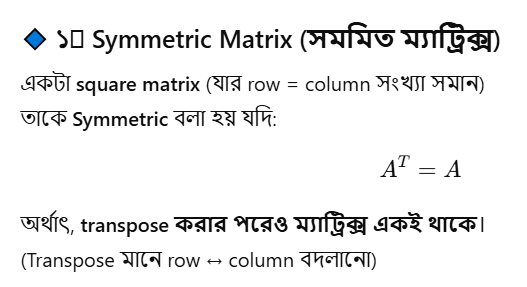 🔷 ১⃣ Symmetric Matrix (সমমিত ম্যাট্রিক্স)
একটা square matrix (যার row = column সংখ্যা সমান)
তাকে Symmetric বলা হয় যদি:
Aᵀ = A
অর্থাৎ, transpose করার পরেও ম্যাট্রিক্স একই থাকে।
(Transpose মানে row ↔ column বদলানো)